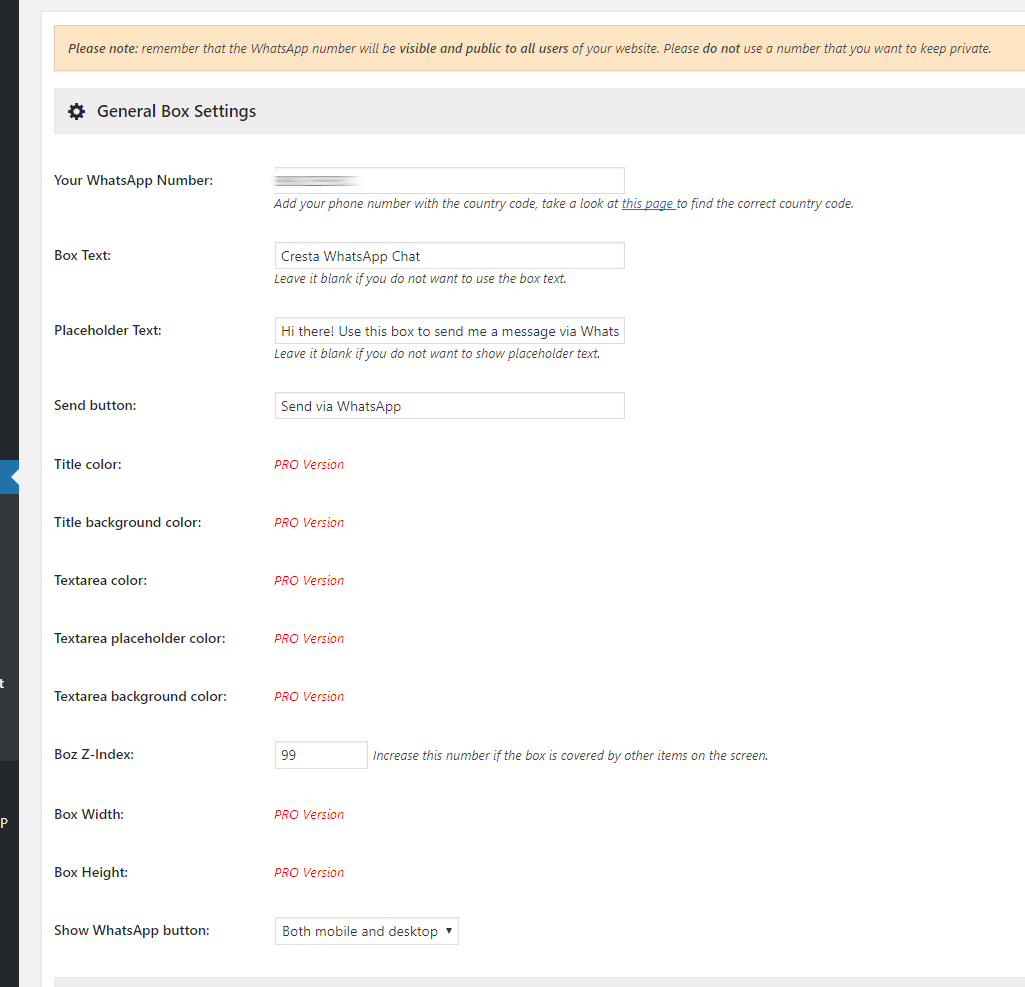 Please note: remember that the WhatsApp number will be visible and public to all users of your website. Please do not use a number that you want to keep private.
General Box Settings
Your WhatsApp Number:
Add your phone number with the country code, take a look at this page to find the correct country code.
Box Text:
Cresta WhatsApp Chat
Leave it blank if you do not want to use the box text.
Placeholder Text:
Hi there! Use this box to send me a message via Whats
Leave it blank if you do not want to show placeholder text.
Send button:
Send via WhatsApp
Title color:
PRO Version
Title background color:
PRO Version
Textarea color:
PRO Version
Textarea placeholder color:
PRO Version
Textarea background color:
PRO Version
t
Boz Z-Index:
99 Increase this number if the box is covered by other items on the screen.
Box Width:
PRO Version
P
Box Height:
PRO Version
Show WhatsApp button:
Both mobile and desktop